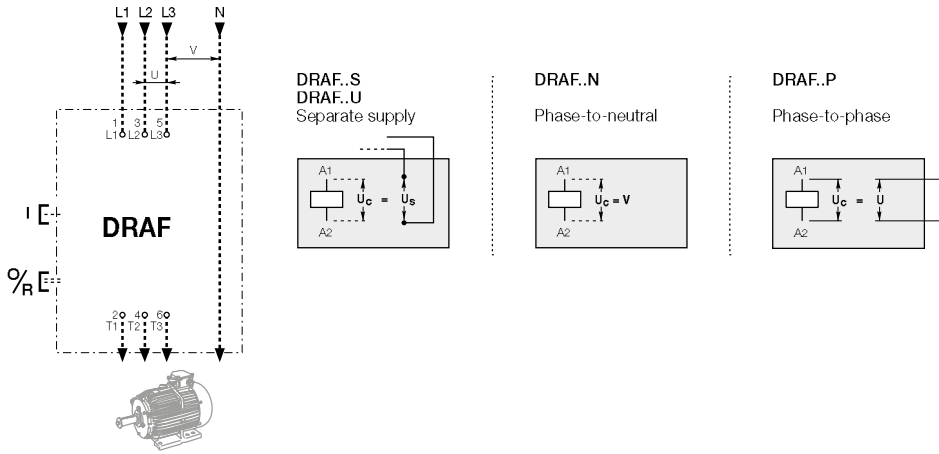 L1 L2 L3 N
V
U
1 3 5
L1 L2 L3
I
DRAF
O/R
2 4 6
T1 T2 T3
DRAF..S
DRAF..U
Separate supply
A1
Uc = Us
A2
DRAF..N
Phase-to-neutral
A1
Uc = V
A2
DRAF..P
Phase-to-phase
A1
Uc = U
A2